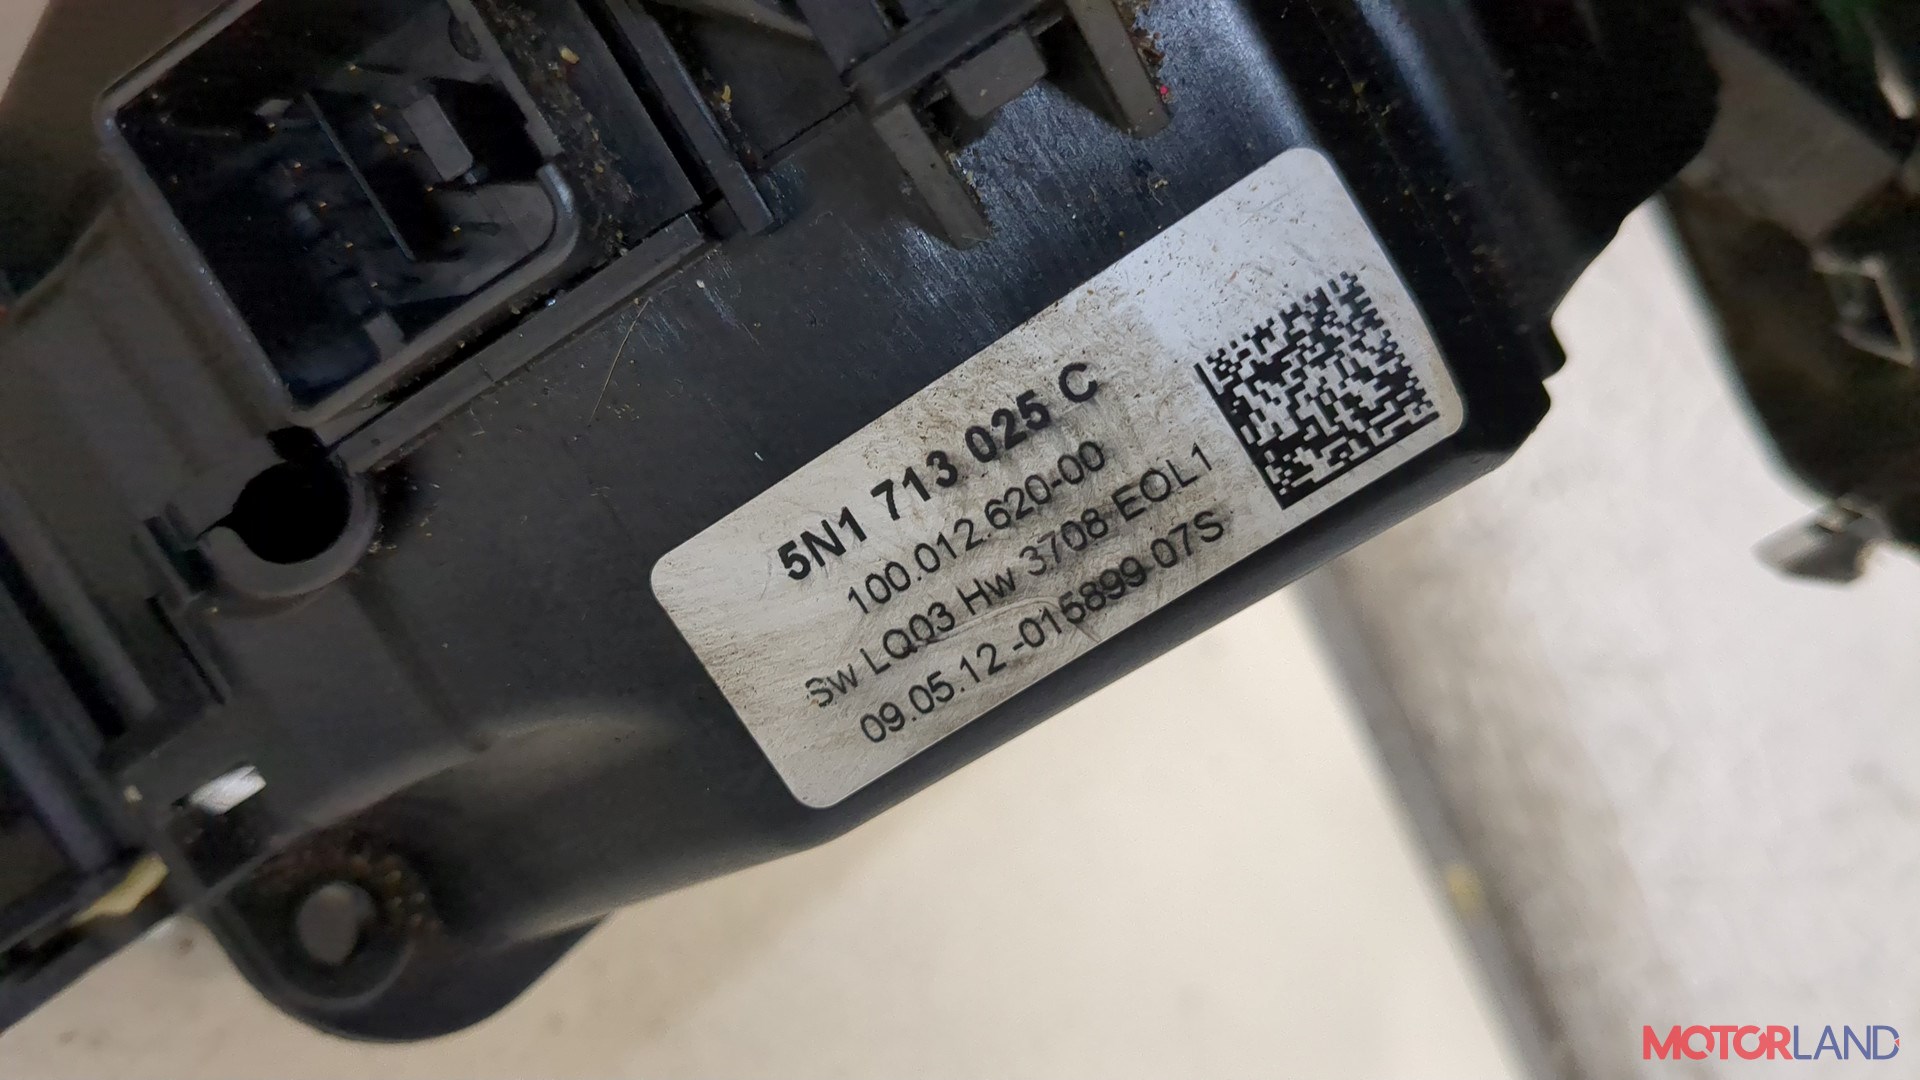 5N1 713 025 C
100.012.620-00
Sw LQ03 Hw 3708 EOL1
09.05.12-015899 07S
MOTORLAND